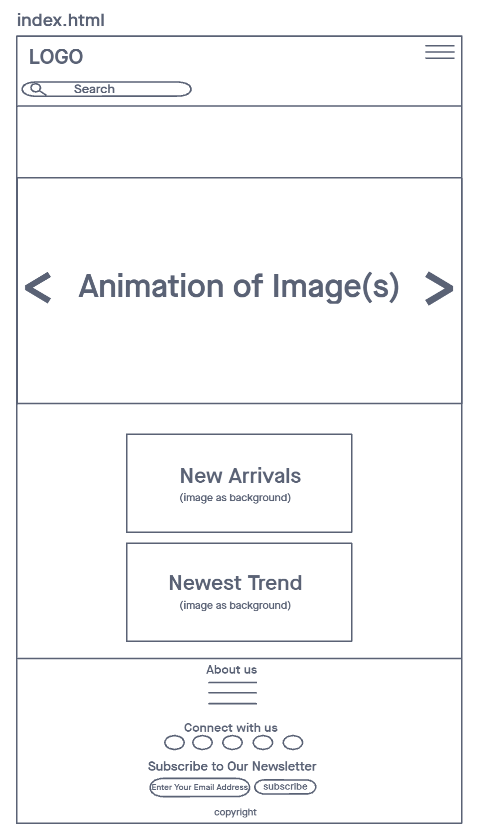 index.html
LOGO
Search
< Animation of Image(s) >
New Arrivals
(image as background)
Newest Trend
(image as background)
About us
Connect with us
Subscribe to Our Newsletter
Enter Your Email Address subscribe
copyright